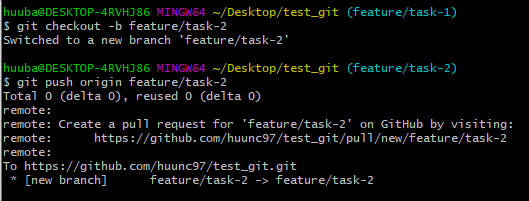 huuba@DESKTOP-4RVHJ86 MINGW64 ~/Desktop/test_git (feature/task-1)
$ git checkout -b feature/task-2
Switched to a new branch 'feature/task-2'
huuba@DESKTOP-4RVHJ86 MINGW64 ~/Desktop/test_git (feature/task-2)
$ git push origin feature/task-2
Total 0 (delta 0), reused 0 (delta 0)
remote:
remote: Create a pull request for 'feature/task-2' on GitHub by visiting:
remote:      https://github.com/huunc97/test_git/pull/new/feature/task-2
remote:
To https://github.com/huunc97/test_git.git
 * [new branch]      feature/task-2 -> feature/task-2